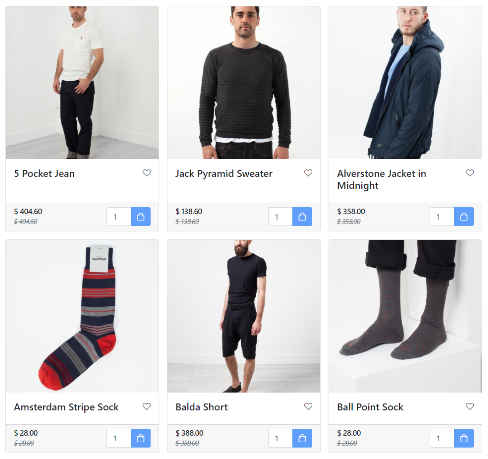 5 Pocket Jean
$ 404.60
$ 404.60
1
Jack Pyramid Sweater
$ 138.60
$ 138.60
1
Alverstone Jacket in
Midnight
$ 358.00
$ 358.00
1
Amsterdam Stripe Sock
$ 28.00
$ 28.00
1
Balda Short
$ 388.00
$ 388.00
1
Ball Point Sock
$ 28.00
$ 28.00
1